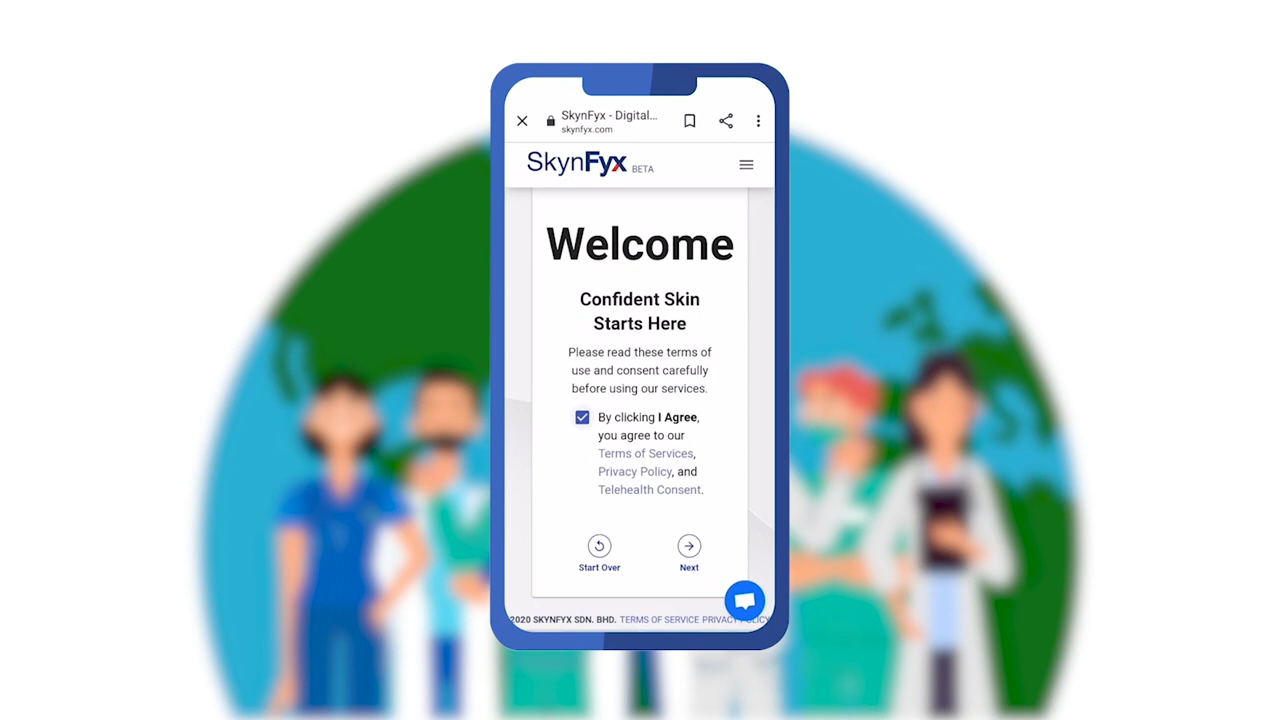 SkynFyx - Digital...
skynfyx.com
SkynFyx BETA
Welcome
Confident Skin
Starts Here
Please read these terms of
use and consent carefully
before using our services.
By clicking I Agree,
you agree to our
Terms of Services,
Privacy Policy, and
Telehealth Consent.
Start Over
Next
2020 SKYNFYX SDN. BHD. TERMS OF SERVICE PRIVACY POLICY